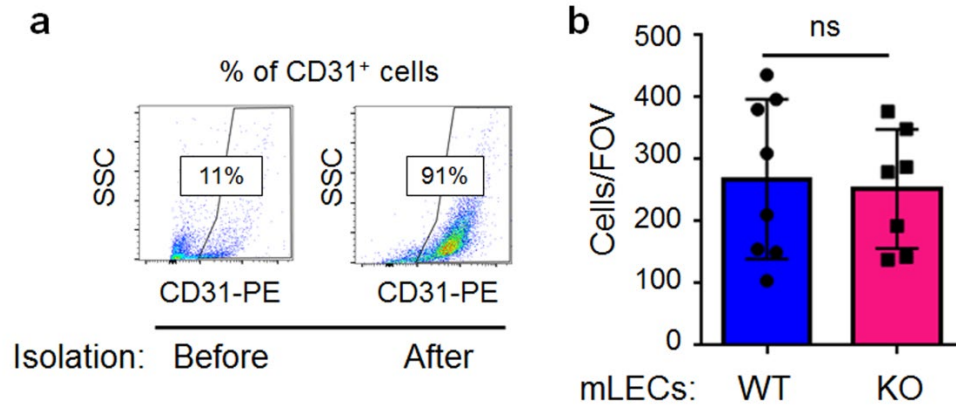 a
% of CD31⁺ cells
SSC
11%
CD31-PE
SSC
91%
CD31-PE
Isolation: Before After
b
ns
Cells/FOV
500
400
300
200
100
0
mLECs: WT KO